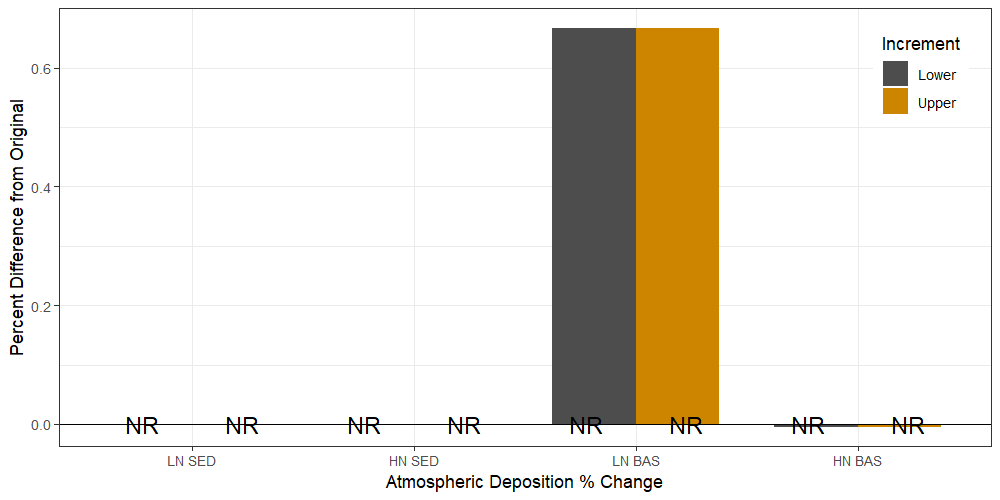 Increment
Lower
Upper
Percent Difference from Original
0.6
0.4
0.2
0.0
NR NR NR NR NR NR NR NR
LN SED HN SED LN BAS HN BAS
Atmospheric Deposition % Change